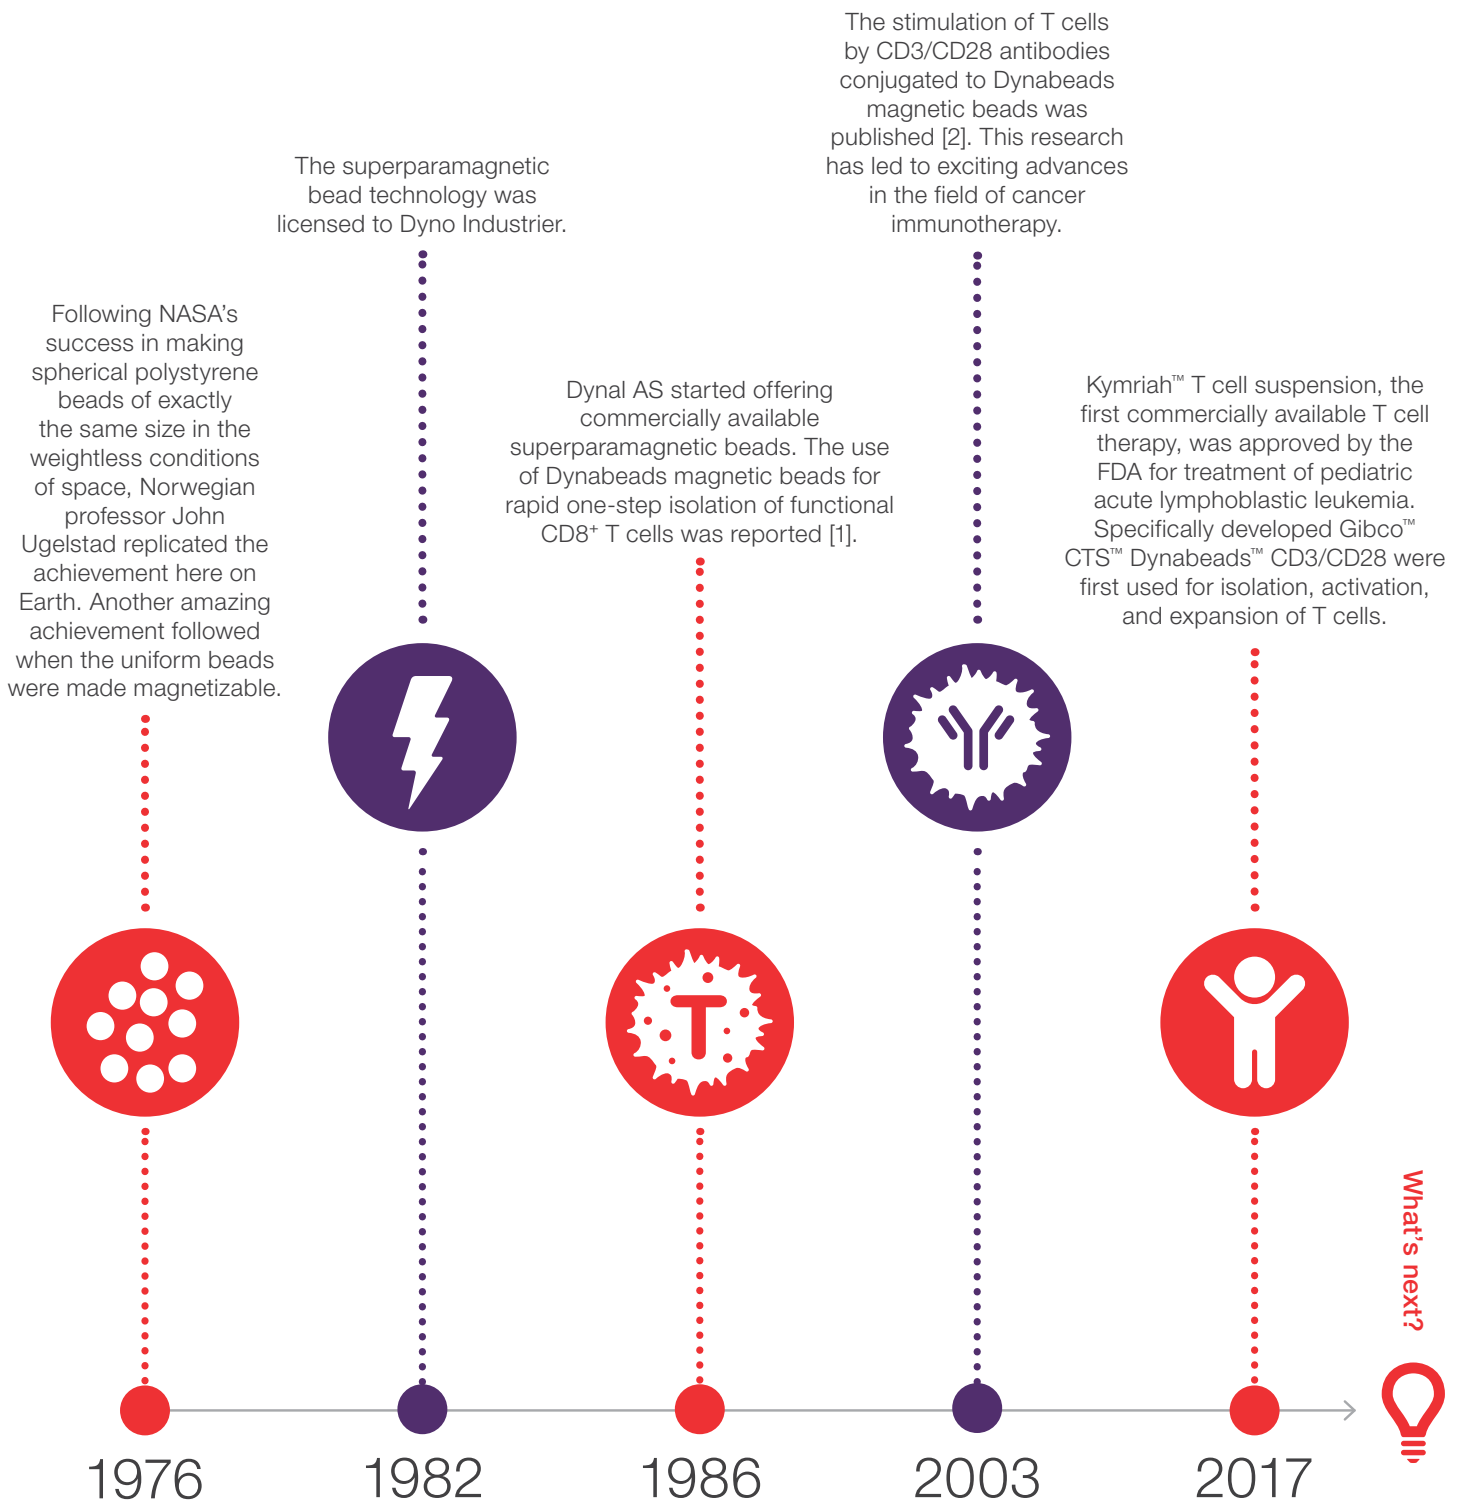 Following NASA’s
success in making
spherical polystyrene
beads of exactly
the same size in the
weightless conditions
of space, Norwegian
professor John
Ugelstad replicated the
achievement here on
Earth. Another amazing
achievement followed
when the uniform beads
were made magnetizable.
1976
The superparamagnetic
bead technology was
licensed to Dyno Industrier.
1982
Dynal AS started offering
commercially available
superparamagnetic beads. The use
of Dynabeads magnetic beads for
rapid one-step isolation of functional
CD8⁺ T cells was reported [1].
T
1986
The stimulation of T cells
by CD3/CD28 antibodies
conjugated to Dynabeads
magnetic beads was
published [2]. This research
has led to exciting advances
in the field of cancer
immunotherapy.
2003
Kymriah™ T cell suspension, the
first commercially available T cell
therapy, was approved by the
FDA for treatment of pediatric
acute lymphoblastic leukemia.
Specifically developed Gibco™
CTS™ Dynabeads™ CD3/CD28 were
first used for isolation, activation,
and expansion of T cells.
2017
What’s next?